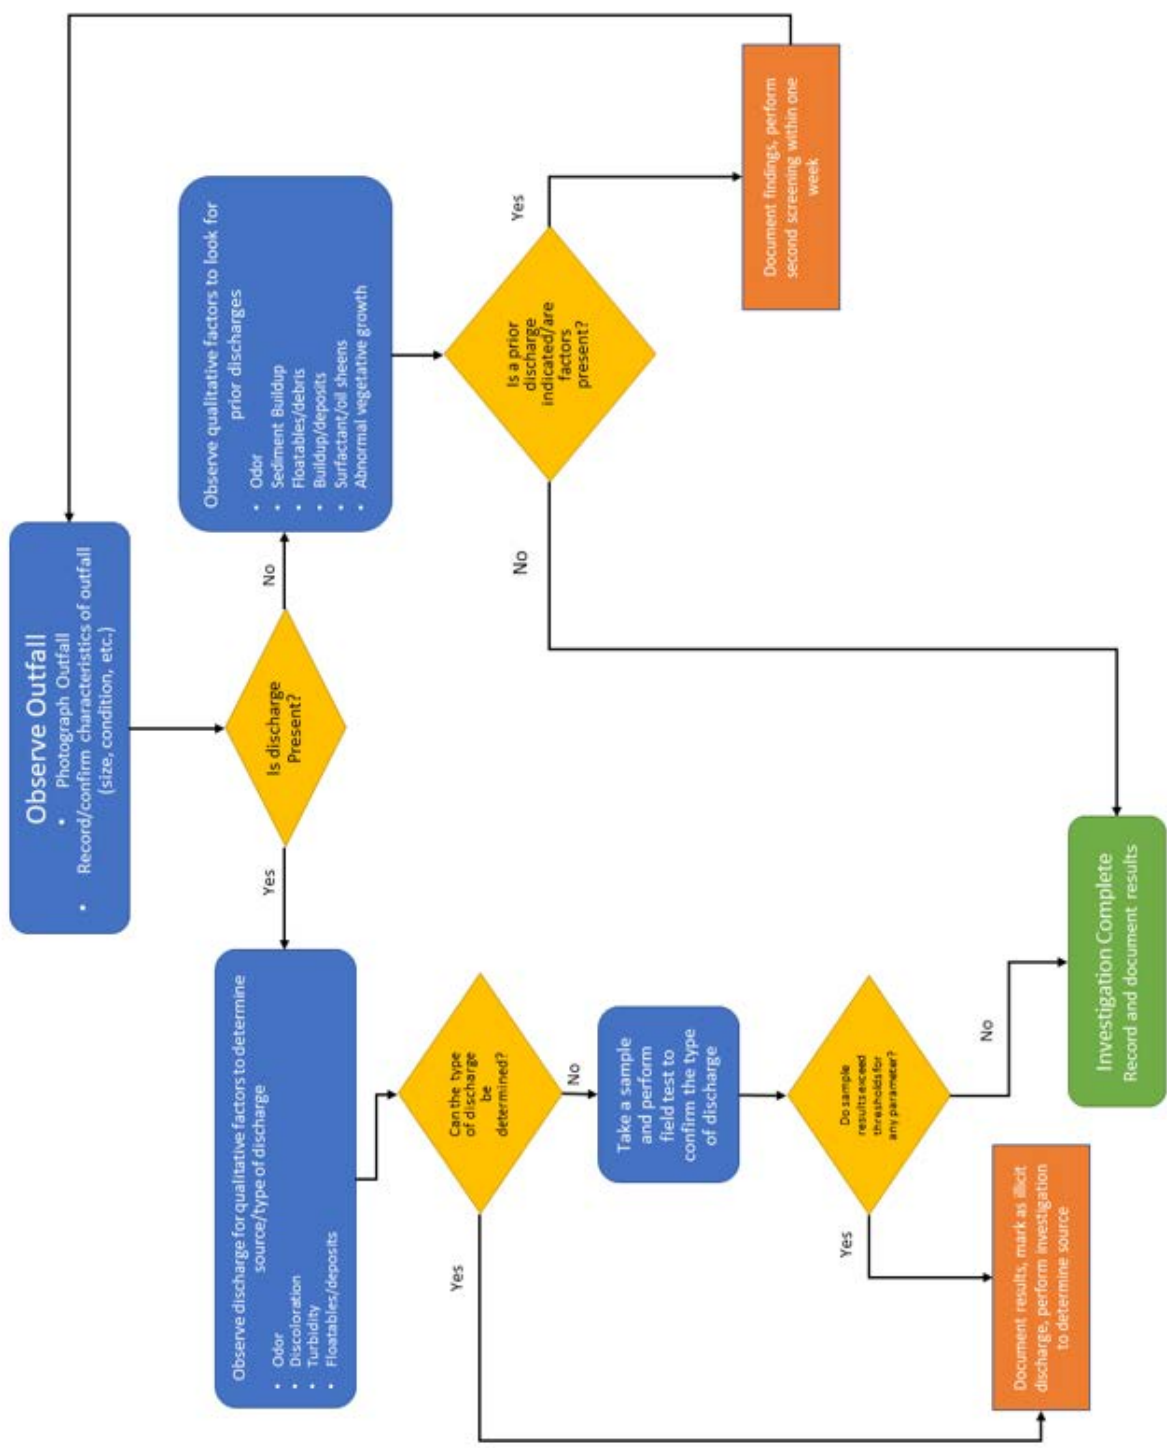 Observe Outfall
• Photograph Outfall
• Record/confirm characteristics of outfall
(size, condition, etc.)
Is discharge
Present?
Yes
No
Observe discharge for qualitative factors to determine
source/type of discharge
• Odor
• Discoloration
• Turbidity
• Floatables/deposits
Can the type
of discharge
be
determined?
Yes
No
Take a sample
and perform
field test to
confirm the type
of discharge
Do sample
results exceed
thresholds for
any parameter?
Yes
No
Document results, mark as illicit
discharge, perform investigation
to determine source
Investigation Complete
Record and document results
Observe qualitative factors to look for
prior discharges
• Odor
• Sediment Buildup
• Floatables/debris
• Buildup/deposits
• Surfactant/oil sheens
• Abnormal vegetative growth
Is a prior
discharge
indicated/are
factors
present?
No
Yes
Document findings, perform
second screening within one
week